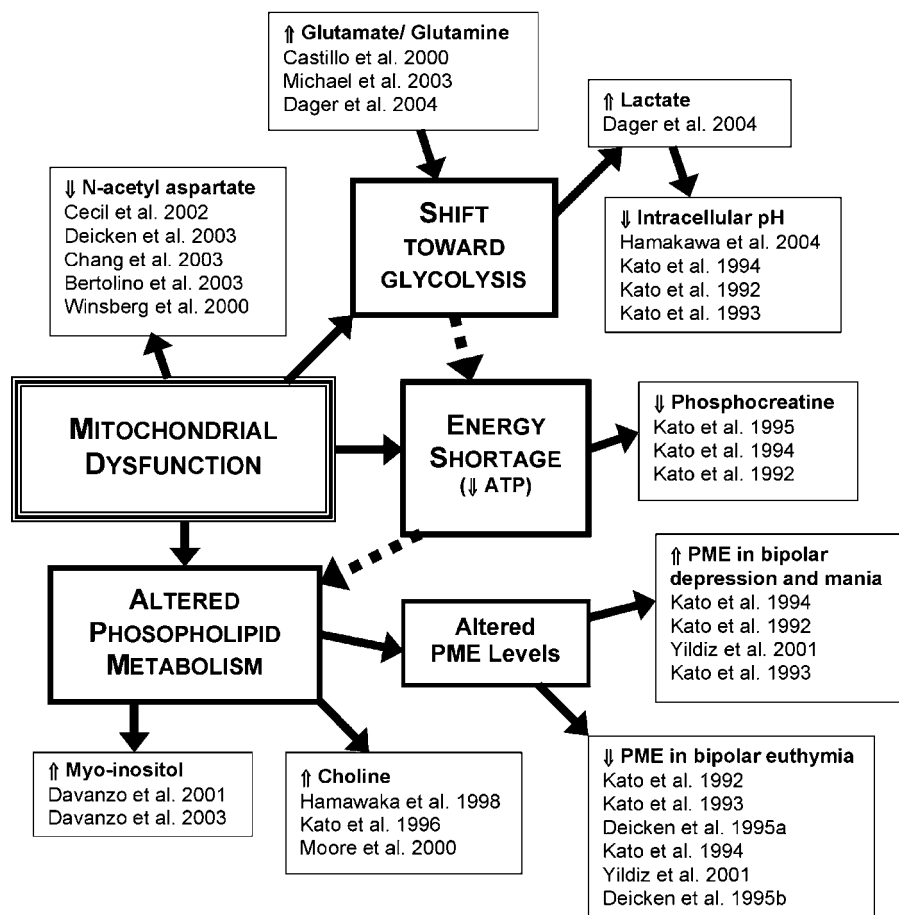 ⇑ Glutamate/ Glutamine
Castillo et al. 2000
Michael et al. 2003
Dager et al. 2004
⇑ Lactate
Dager et al. 2004
⇓ N-acetyl aspartate
Cecil et al. 2002
Deicken et al. 2003
Chang et al. 2003
Bertolino et al. 2003
Winsberg et al. 2000
SHIFT
TOWARD
GLYCOLYSIS
⇓ Intracellular pH
Hamakawa et al. 2004
Kato et al. 1994
Kato et al. 1992
Kato et al. 1993
MITOCHONDRIAL
DYSFUNCTION
ENERGY
SHORTAGE
(⇓ ATP)
⇓ Phosphocreatine
Kato et al. 1995
Kato et al. 1994
Kato et al. 1992
ALTERED
PHOSOPHOLIPID
METABOLISM
Altered
PME Levels
⇑ PME in bipolar
depression and mania
Kato et al. 1994
Kato et al. 1992
Yildiz et al. 2001
Kato et al. 1993
⇑ Myo-inositol
Davanzo et al. 2001
Davanzo et al. 2003
⇑ Choline
Hamawaka et al. 1998
Kato et al. 1996
Moore et al. 2000
⇓ PME in bipolar euthymia
Kato et al. 1992
Kato et al. 1993
Deicken et al. 1995a
Kato et al. 1994
Yildiz et al. 2001
Deicken et al. 1995b